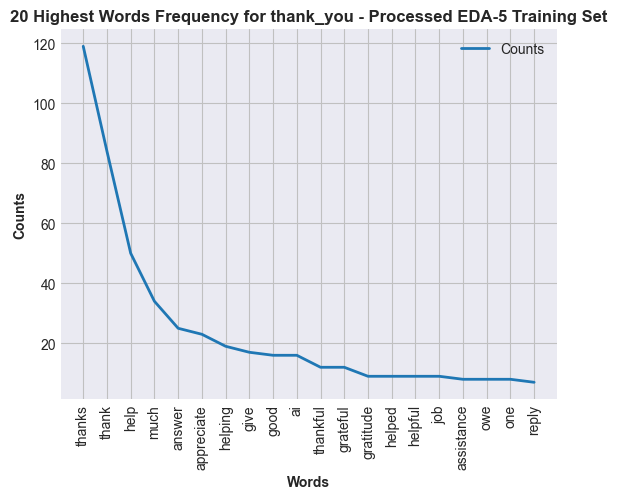 20 Highest Words Frequency for thank_you - Processed EDA-5 Training Set
Counts
120
100
80
60
40
20
Counts
thanks
thank
help
much
answer
appreciate
helping
give
good
ai
thankful
grateful
gratitude
helped
helpful
job
assistance
owe
one
reply
Words